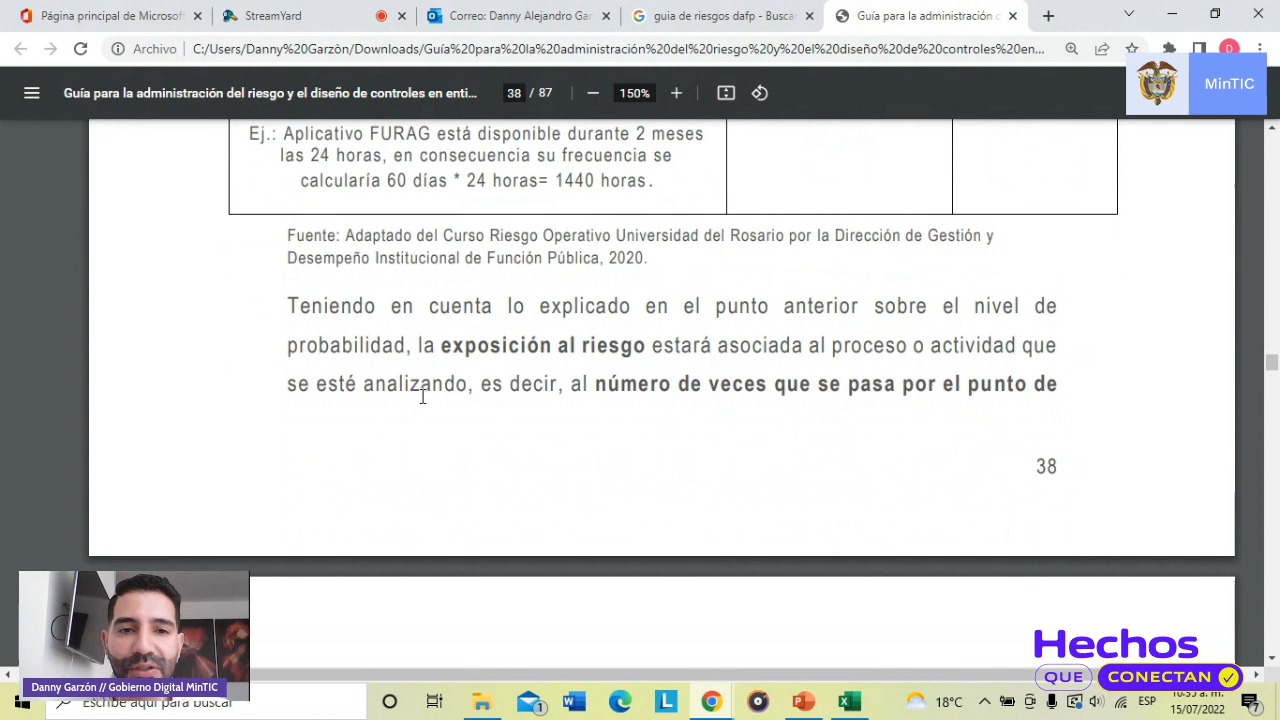 Página principal de Microsof
StreamYard
Correo: Danny Alejandro Gar
guia de riesgos dafp - Buscar
Guía para la administración d
Archivo
C:/Users/Danny%20Garzòn/Downloads/Guía%20para%20la%20administración%20del%20riesgo%20y%20el%20diseño%20de%20controles%20en...
D
Guía para la administración del riesgo y el diseño de controles en enti...
38 / 87
150%
MinTIC
Ej.: Aplicativo FURAG está disponible durante 2 meses
las 24 horas, en consecuencia su frecuencia se
calcularía 60 días * 24 horas= 1440 horas.
Fuente: Adaptado del Curso Riesgo Operativo Universidad del Rosario por la Dirección de Gestión y
Desempeño Institucional de Función Pública, 2020.
Teniendo en cuenta lo explicado en el punto anterior sobre el nivel de
probabilidad, la exposición al riesgo estará asociada al proceso o actividad que
se esté analizando, es decir, al número de veces que se pasa por el punto de
38
Hechos
QUE CONECTAN
Danny Garzón // Gobierno Digital MinTIC
Escribe aquí para buscar
1
18°C
ESP
10:35 a. m.
15/07/2022
7